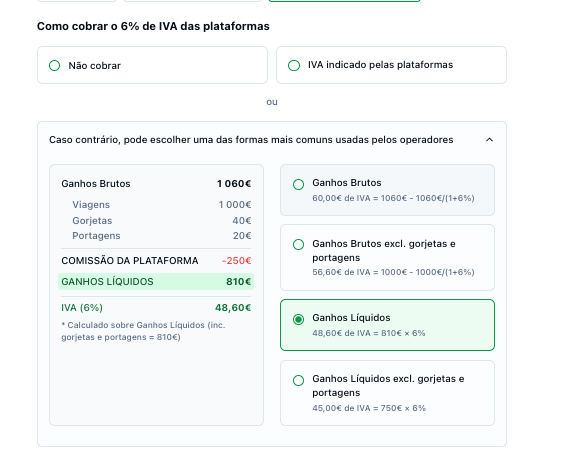 Como cobrar o 6% de IVA das plataformas
Não cobrar
IVA indicado pelas plataformas
ou
Caso contrário, pode escolher uma das formas mais comuns usadas pelos operadores
Ganhos Brutos 1 060€
Viagens 1 000€
Gorjetas 40€
Portagens 20€
COMISSÃO DA PLATAFORMA -250€
GANHOS LÍQUIDOS 810€
IVA (6%) 48,60€
* Calculado sobre Ganhos Líquidos (inc.
gorjetas e portagens = 810€)
Ganhos Brutos
60,00€ de IVA = 1060€ - 1060€/(1+6%)
Ganhos Brutos excl. gorjetas e
portagens
56,60€ de IVA = 1000€ - 1000€/(1+6%)
Ganhos Líquidos
48,60€ de IVA = 810€ × 6%
Ganhos Líquidos excl. gorjetas e
portagens
45,00€ de IVA = 750€ × 6%